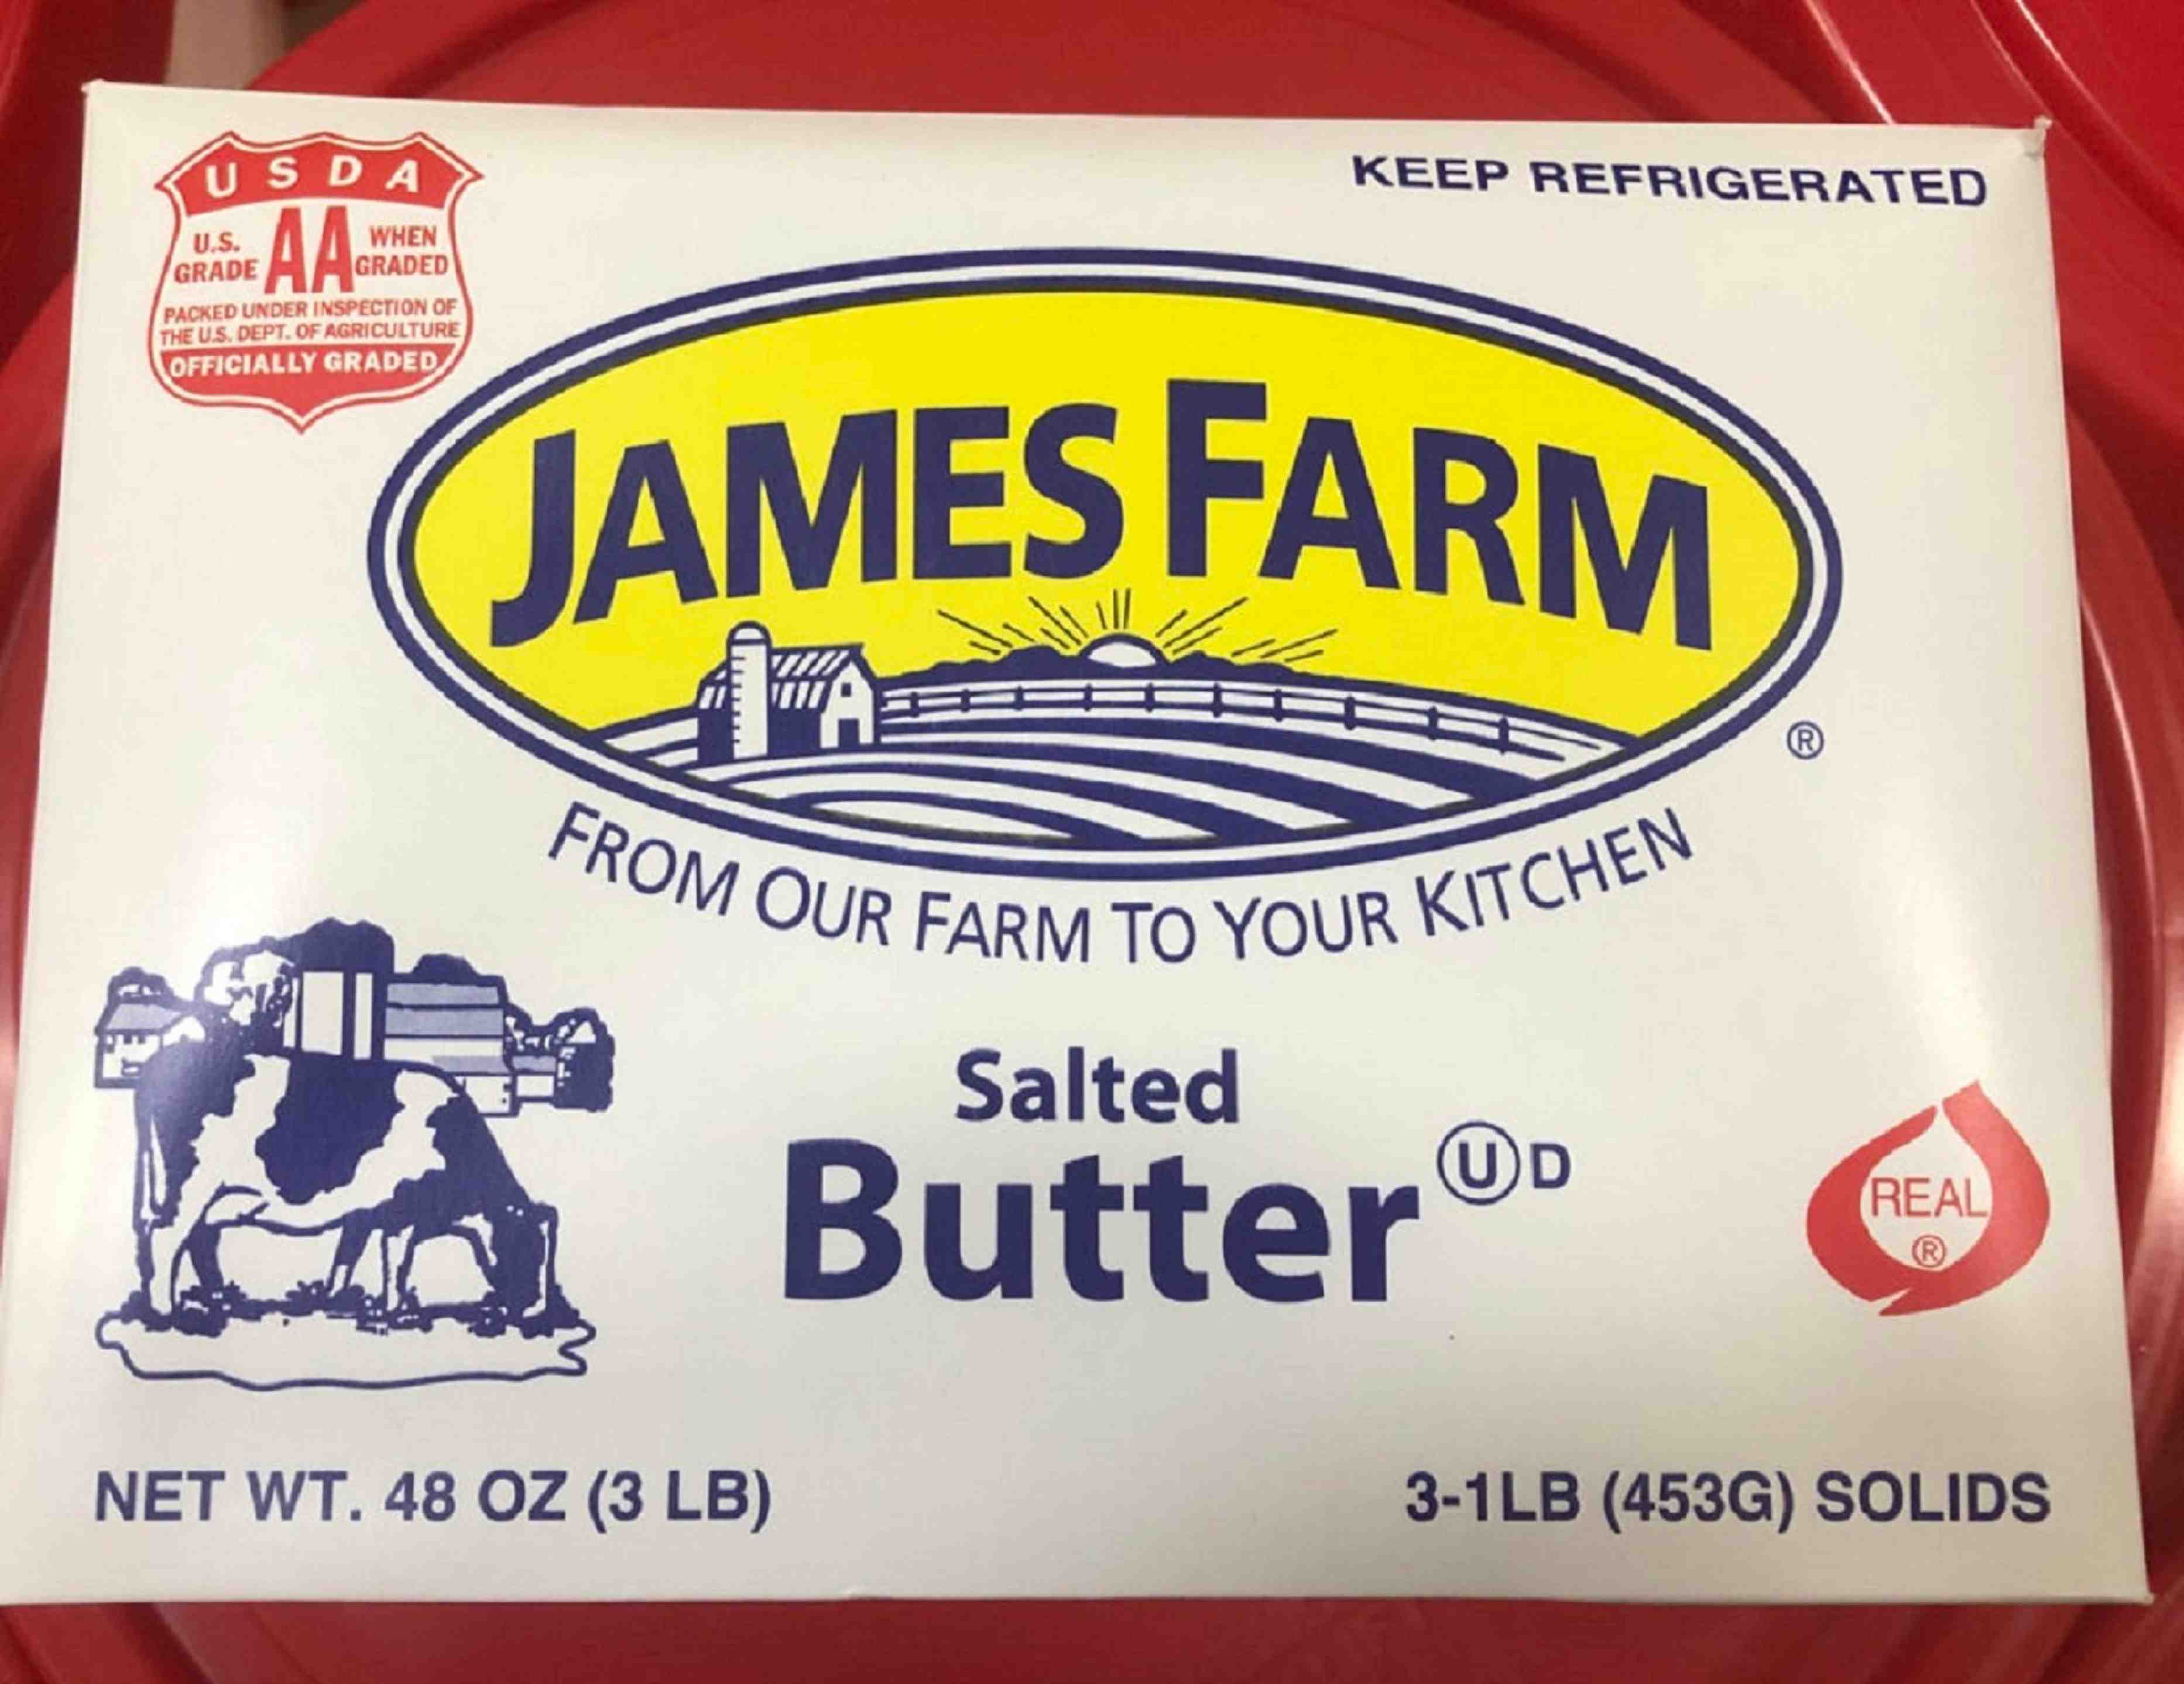 USDA
U.S. GRADE AA WHEN GRADED
PACKED UNDER INSPECTION OF
THE U.S. DEPT. OF AGRICULTURE
OFFICIALLY GRADED
KEEP REFRIGERATED
JAMES FARM
®
FROM OUR FARM TO YOUR KITCHEN
Salted
Butter Ⓤ D
REAL
®
NET WT. 48 OZ (3 LB)
3-1LB (453G) SOLIDS